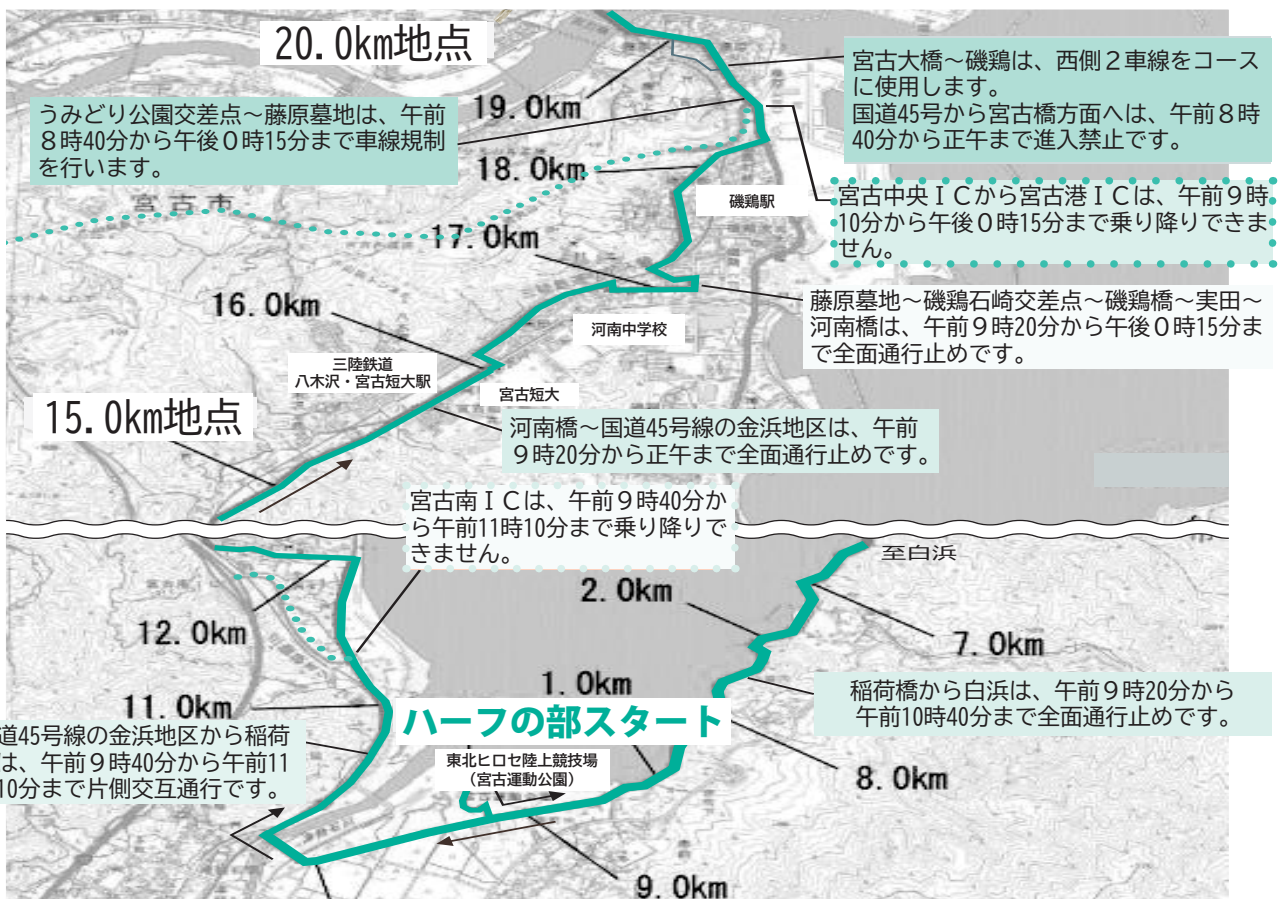 20.0km地点
宮古大橋～磯鶏は、西側２車線をコース
に使用します。
国道45号から宮古橋方面へは、午前８時
40分から正午まで進入禁止です。
うみどり公園交差点～藤原墓地は、午前
８時40分から午後０時15分まで車線規制
を行います。
19.0km
18.0km
宮古市
磯鶏駅
宮古中央ＩＣから宮古港ＩＣは、午前９時
10分から午後０時15分まで乗り降りできま
せん。
17.0km
16.0km
藤原墓地～磯鶏石崎交差点～磯鶏橋～実田～
河南橋は、午前９時20分から午後０時15分ま
で全面通行止めです。
河南中学校
三陸鉄道
八木沢・宮古短大駅
宮古短大
15.0km地点
河南橋～国道45号線の金浜地区は、午前
９時20分から正午まで全面通行止めです。
宮古南ＩＣは、午前９時40分か
ら午前11時10分まで乗り降りで
きません。
至白浜
2.0km
12.0km
7.0km
1.0km
稲荷橋から白浜は、午前９時20分から
午前10時40分まで全面通行止めです。
11.0km
ハーフの部スタート
道45号線の金浜地区から稲荷
は、午前９時40分から午前11
10分まで片側交互通行です。
東北ヒロセ陸上競技場
（宮古運動公園）
8.0km
9.0km